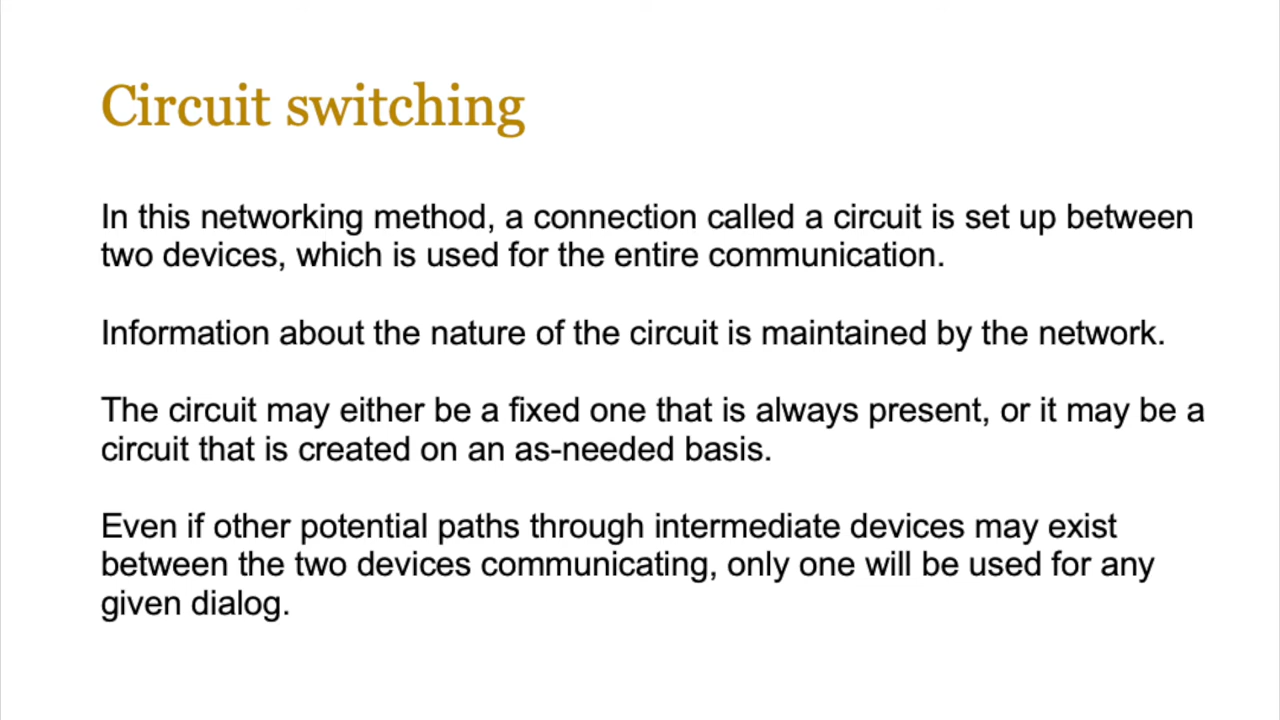 Circuit switching
In this networking method, a connection called a circuit is set up between
two devices, which is used for the entire communication.
Information about the nature of the circuit is maintained by the network.
The circuit may either be a fixed one that is always present, or it may be a
circuit that is created on an as-needed basis.
Even if other potential paths through intermediate devices may exist
between the two devices communicating, only one will be used for any
given dialog.